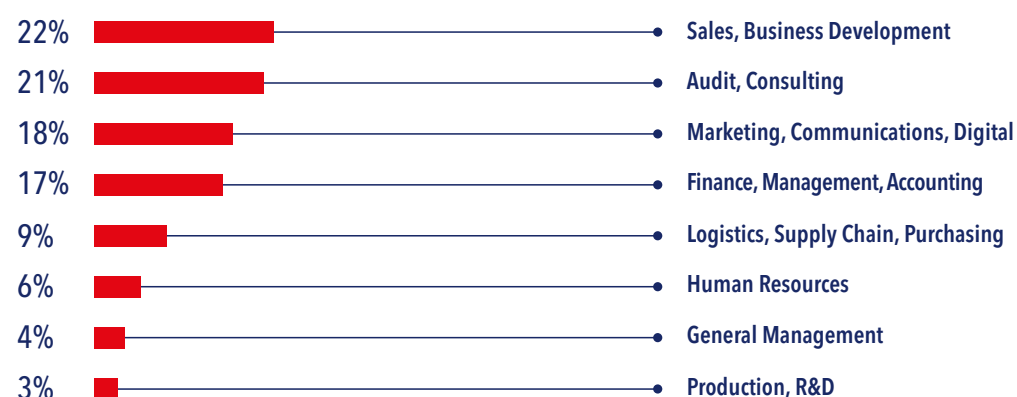 22% Sales, Business Development
21% Audit, Consulting
18% Marketing, Communications, Digital
17% Finance, Management, Accounting
9% Logistics, Supply Chain, Purchasing
6% Human Resources
4% General Management
3% Production, R&D